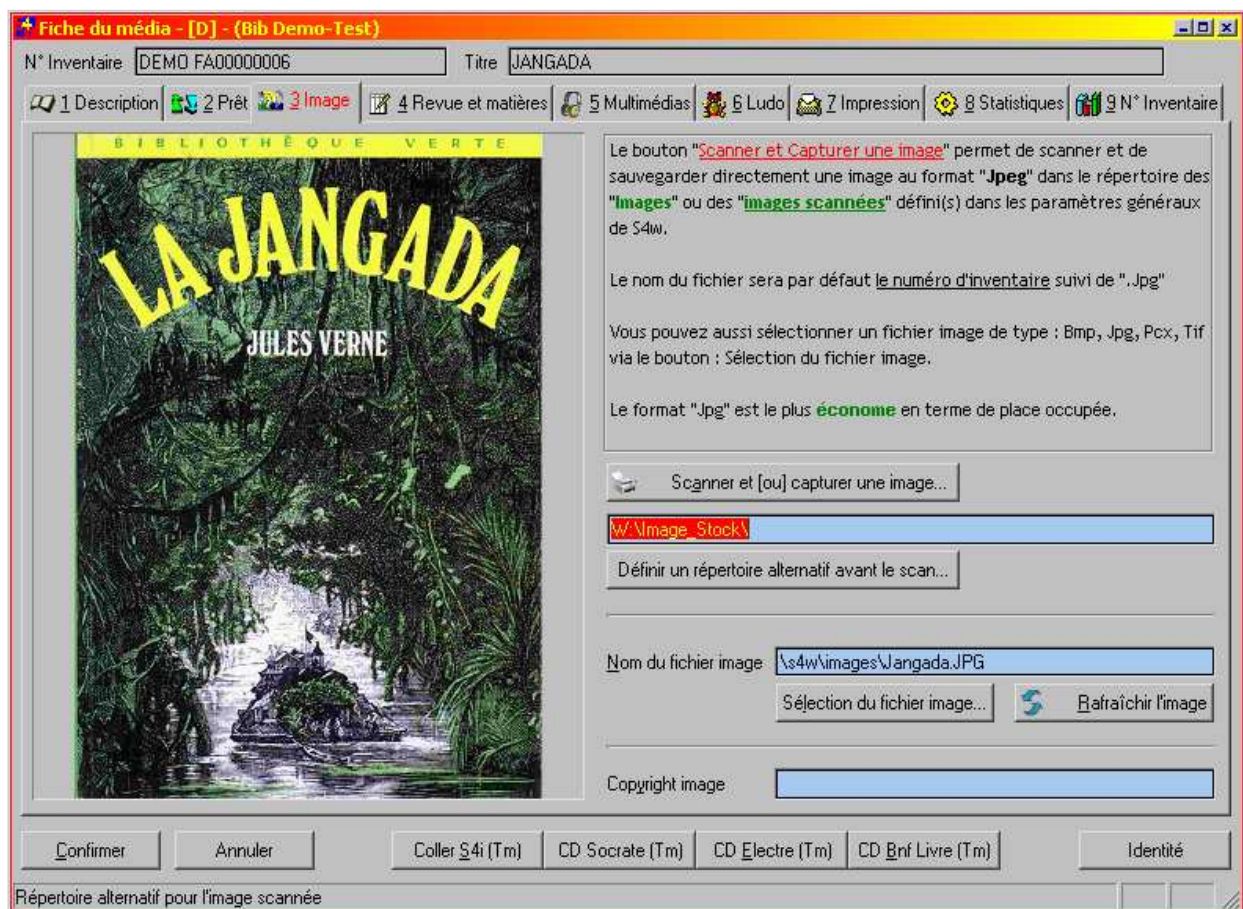 Fiche du média - [D] - (Bib Demo-Test)
N° Inventaire DEMO FA00000006 Titre JANGADA
1 Description 2 Prêt 3 Image 4 Revue et matières 5 Multimédias 6 Ludo 7 Impression 8 Statistiques 9 N° Inventaire
BIBLIOTHÈQUE VERTE
LA JANGADA
JULES VERNE
Le bouton "Scanner et Capturer une image" permet de scanner et de
sauvegarder directement une image au format "Jpeg" dans le répertoire des
"Images" ou des "images scannées" défini(s) dans les paramètres généraux
de S4w.
Le nom du fichier sera par défaut le numéro d'inventaire suivi de ".Jpg"
Vous pouvez aussi sélectionner un fichier image de type : Bmp, Jpg, Pcx, Tif
via le bouton : Sélection du fichier image.
Le format "Jpg" est le plus économe en terme de place occupée.
Scanner et [ou] capturer une image...
W:\Image_Stock\
Définir un répertoire alternatif avant le scan...
Nom du fichier image \s4w\images\Jangada.JPG
Sélection du fichier image... Rafraîchir l'image
Copyright image
Confirmer Annuler Coller S4i (Tm) CD Socrate (Tm) CD Electre (Tm) CD Bnf Livre (Tm) Identité
Répertoire alternatif pour l'image scannée